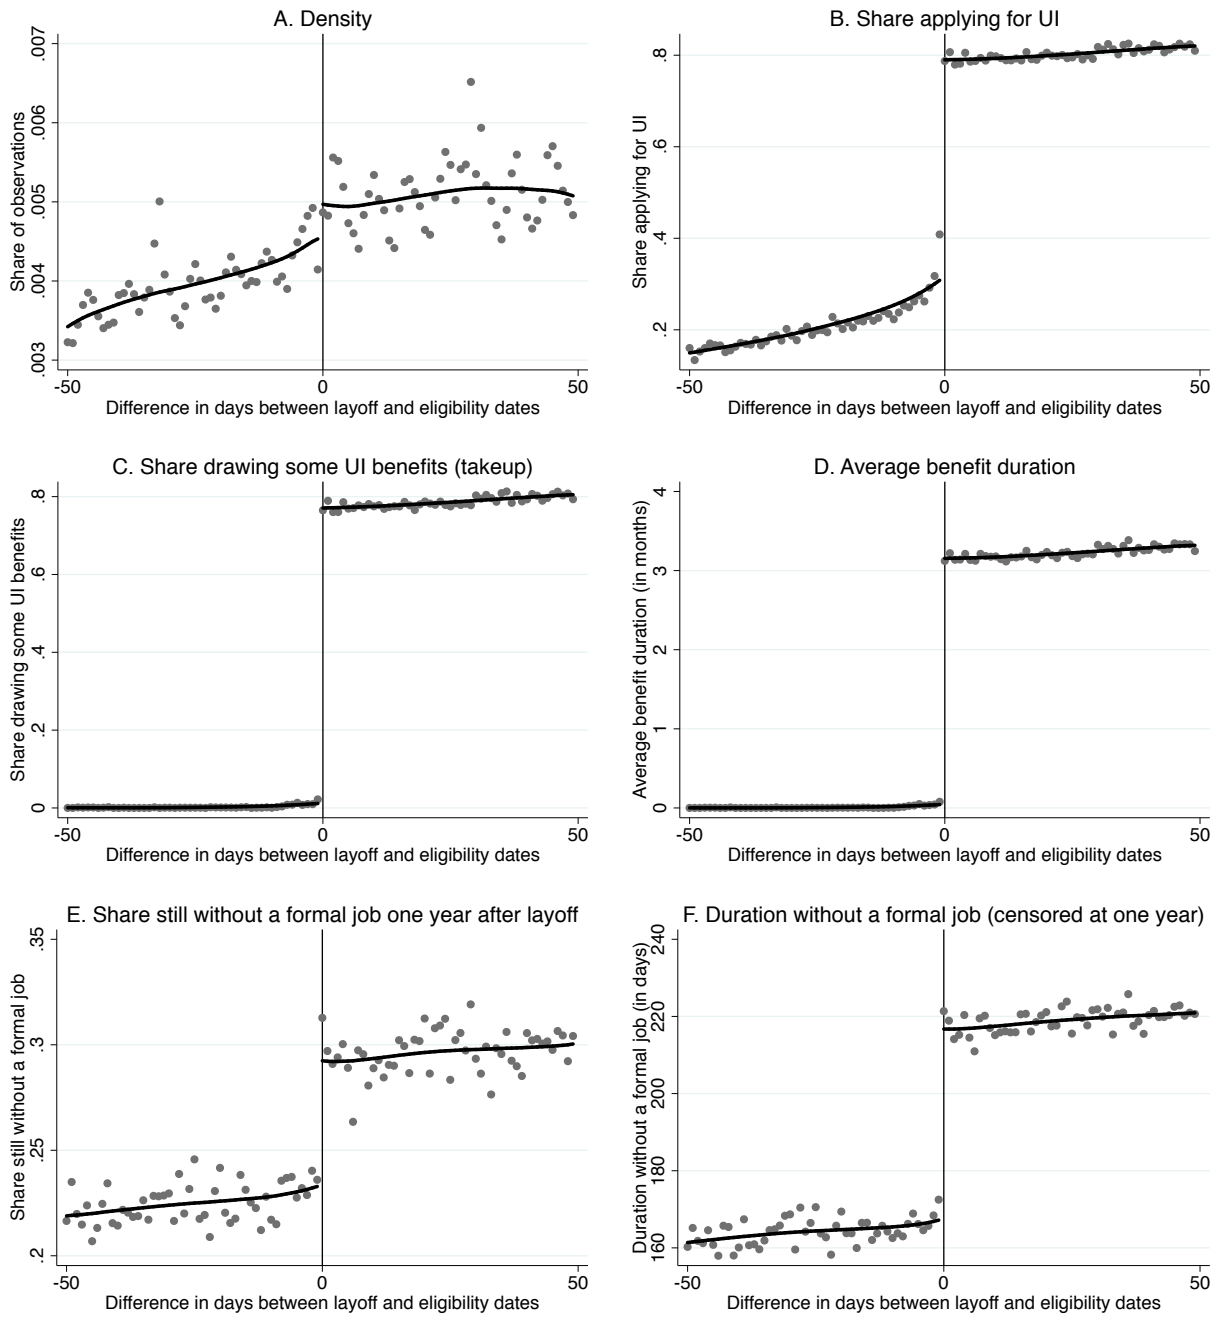 A. Density
Share of observations
.007
.006
.005
.004
.003
-50 0 50
Difference in days between layoff and eligibility dates
B. Share applying for UI
Share applying for UI
.8
.6
.4
.2
-50 0 50
Difference in days between layoff and eligibility dates
C. Share drawing some UI benefits (takeup)
Share drawing some UI benefits
.8
.6
.4
.2
0
-50 0 50
Difference in days between layoff and eligibility dates
D. Average benefit duration
Average benefit duration (in months)
4
3
2
1
0
-50 0 50
Difference in days between layoff and eligibility dates
E. Share still without a formal job one year after layoff
Share still without a formal job
.35
.3
.25
.2
-50 0 50
Difference in days between layoff and eligibility dates
F. Duration without a formal job (censored at one year)
Duration without a formal job (in days)
240
220
200
180
160
-50 0 50
Difference in days between layoff and eligibility dates